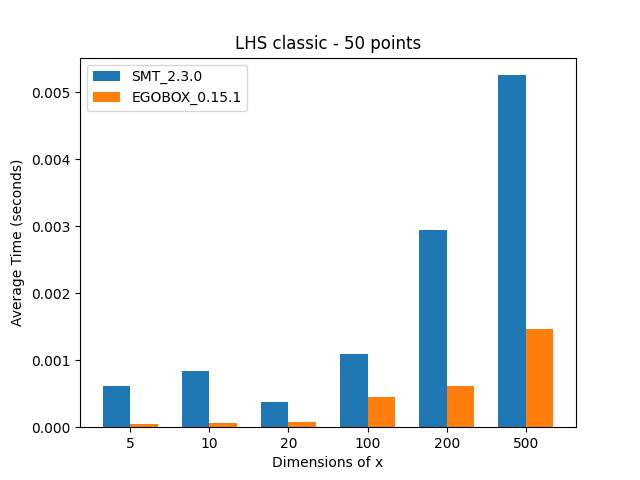 LHS classic - 50 points
SMT_2.3.0
EGOBOX_0.15.1
Average Time (seconds)
0.005
0.004
0.003
0.002
0.001
0.000
5 10 20 100 200 500
Dimensions of x